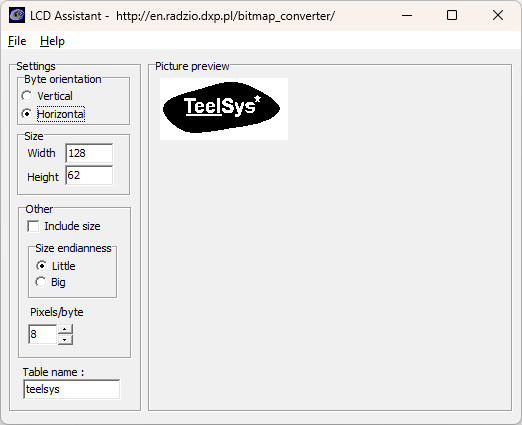 LCD Assistant - http://en.radzio.dxp.pl/bitmap_converter/
File Help
Settings
Byte orientation
Vertical
Horizontal
Size
Width 128
Height 62
Other
Include size
Size endianness
Little
Big
Pixels/byte
8
Table name :
teelsys
Picture preview
TeelSys